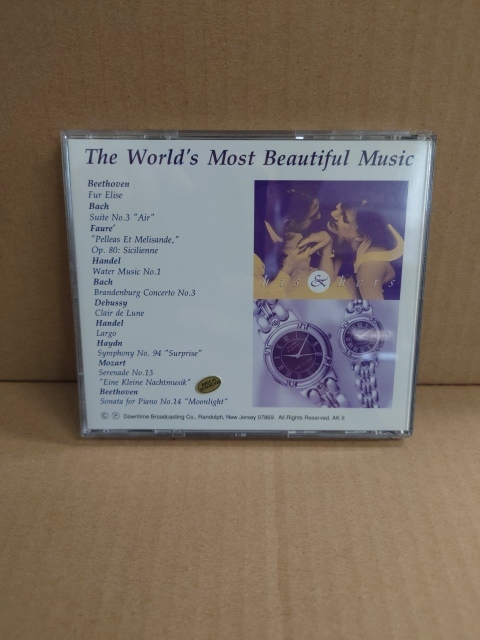 The World's Most Beautiful Music
Beethoven
Fur Elise
Bach
Suite No.3 "Air"
Faure'
"Pelleas Et Melisande,"
Op. 80: Sicilienne
Handel
Water Music No.1
Bach
Brandenburg Concerto No.3
Debussy
Clair de Lune
Handel
Largo
Haydn
Symphony No. 94 "Surprise"
Mozart
Serenade No.13
"Eine Kleine Nachtmusik"
Beethoven
Sonata for Piano No.14 "Moonlight"
his & hers
© ℗ Downtime Broadcasting Co., Randolph, New Jersey 07869. All Rights Reserved.